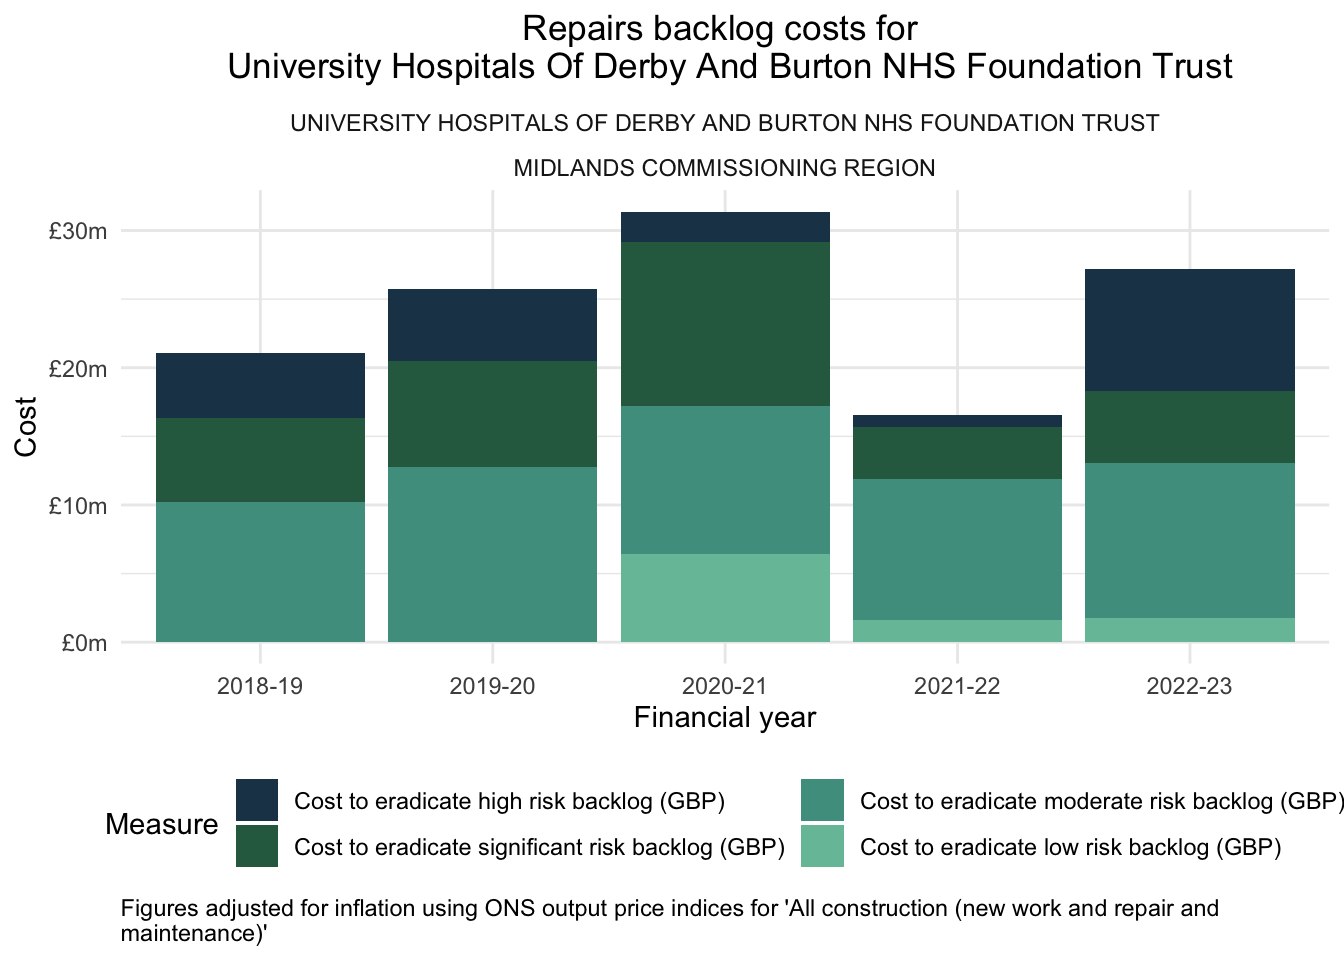 Repairs backlog costs for
University Hospitals Of Derby And Burton NHS Foundation Trust
UNIVERSITY HOSPITALS OF DERBY AND BURTON NHS FOUNDATION TRUST
MIDLANDS COMMISSIONING REGION
£30m
£20m
£10m
£0m
Cost
2018-19 2019-20 2020-21 2021-22 2022-23
Financial year
Measure
Cost to eradicate high risk backlog (GBP)
Cost to eradicate significant risk backlog (GBP)
Cost to eradicate moderate risk backlog (GBP)
Cost to eradicate low risk backlog (GBP)
Figures adjusted for inflation using ONS output price indices for 'All construction (new work and repair and
maintenance)'